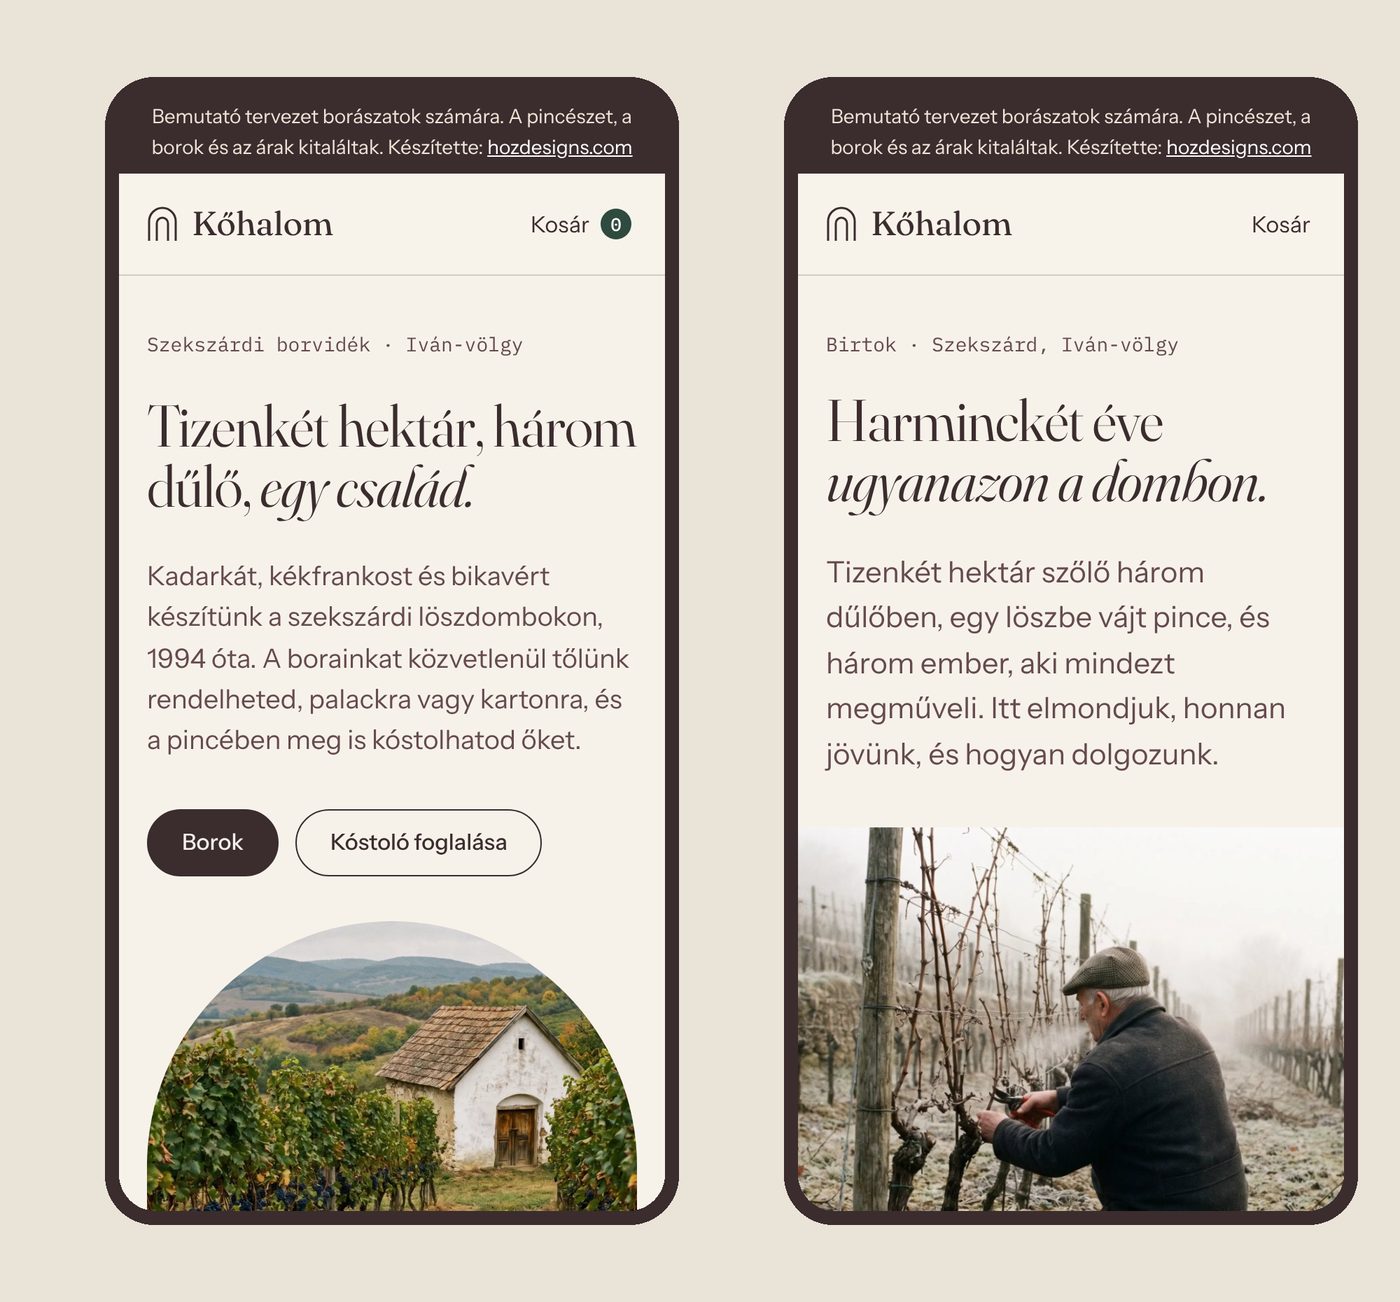 Bemutató tervezet borászatok számára. A pincészet, a
borok és az árak kitaláltak. Készítette: hozdesigns.com
Kőhalom
Kosár 0
Szekszárdi borvidék · Iván-völgy
Tizenkét hektár, három
dűlő, egy család.
Kadarkát, kékfrankost és bikavért
készítünk a szekszárdi löszdombokon,
1994 óta. A borainkat közvetlenül tőlünk
rendelheted, palackra vagy kartonra, és
a pincében meg is kóstolhatod őket.
Borok
Kóstoló foglalása
Bemutató tervezet borászatok számára. A pincészet, a
borok és az árak kitaláltak. Készítette: hozdesigns.com
Kőhalom
Kosár
Birtok · Szekszárd, Iván-völgy
Harminckét éve
ugyanazon a dombon.
Tizenkét hektár szőlő három
dűlőben, egy löszbe vájt pince, és
három ember, aki mindezt
megműveli. Itt elmondjuk, honnan
jövünk, és hogyan dolgozunk.